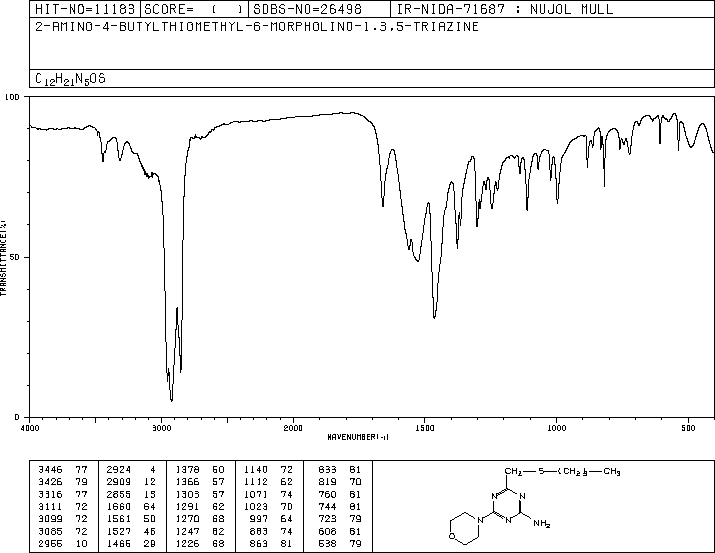 HIT-NO=11183 SCORE= ( ) SDBS-NO=26498 IR-NIDA-71687 : NUJOL MULL
2-AMINO-4-BUTYLTHIOMETHYL-6-MORPHOLINO-1,3,5-TRIAZINE
C12H21N5OS
100
50
0
TRANSMITTANCE(%)
4000 3000 2000 1500 1000 500
WAVENUMBER(-1)
3446 77 2924 4 1378 60 1140 72 833 81
3426 79 2909 12 1366 57 1112 62 819 70
3316 77 2855 13 1303 57 1071 74 760 81
3111 72 1660 64 1291 62 1023 70 744 81
3099 72 1561 50 1270 68 997 64 723 79
3085 72 1527 46 1247 62 883 74 608 81
2955 10 1466 29 1226 68 863 81 538 79
CH2 S (CH2)3 CH3
N N
N N NH2
O